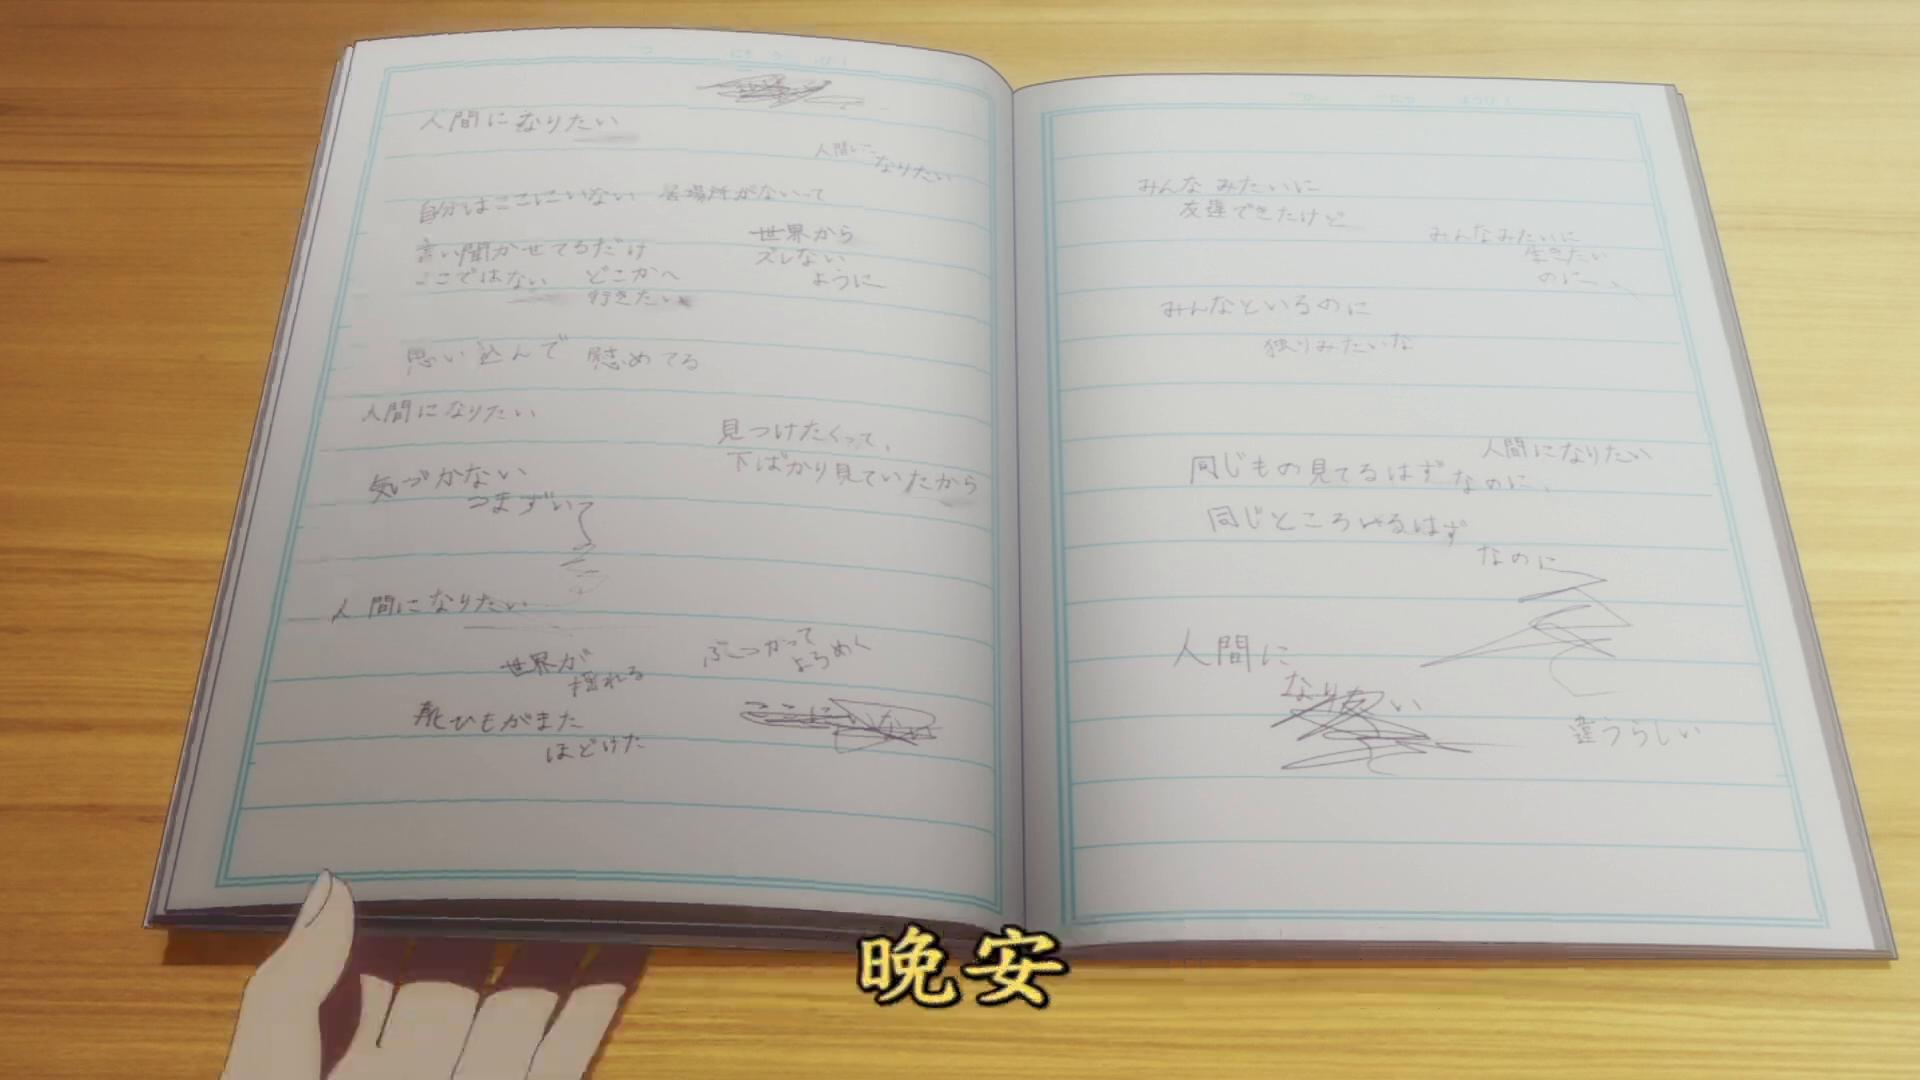 人間になりたい
人間になりたい
自分はここにいない 居場所がないって
言い聞かせてるだけ
世界から
ズレない
ように
ここではない どこかへ
行きたい
思い込んで 慰めてる
人間になりたい
見つけたくって、
下ばかり見ていたから
気づかない
つまずいて
人間になりたい
世界が
揺れる
ぶつかって
よろめく
靴ひもがまた
ほどけた
ここにいない
みんなみたいに
友達できたけど
みんなみたいに
生きたい
のに
みんなといるのに
独りみたいな
人間になりたい
同じもの見てるはずなのに、
同じところいるはず
なのに
人間に
なりたい
違うらしい
晚安